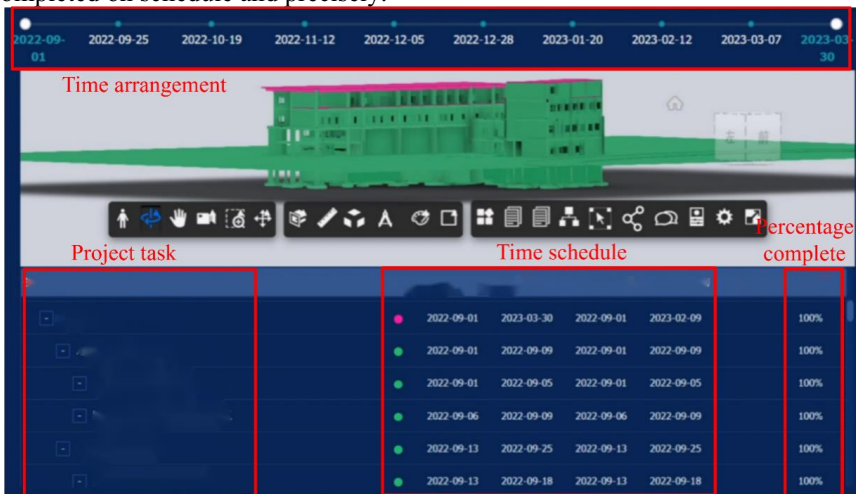 completed on schedule and precisely.
2022-09-01 2022-09-25 2022-10-19 2022-11-12 2022-12-05 2022-12-28 2023-01-20 2023-02-12 2023-03-07 2023-03-30
Time arrangement
Project task Time schedule Percentage complete
2022-09-01 2023-03-30 2022-09-01 2023-02-09 100%
2022-09-01 2022-09-09 2022-09-01 2022-09-09 100%
2022-09-01 2022-09-05 2022-09-01 2022-09-05 100%
2022-09-06 2022-09-09 2022-09-06 2022-09-09 100%
2022-09-13 2022-09-25 2022-09-13 2022-09-25 100%
2022-09-13 2022-09-18 2022-09-13 2022-09-18 100%